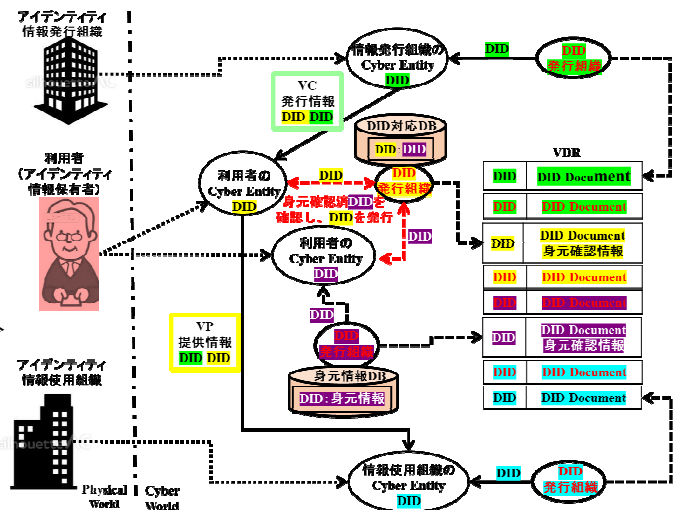 アイデンティティ
情報発行組織
利用者
(アイデンティティ
情報保有者)
アイデンティティ
情報使用組織
Physical
World
Cyber
World
情報発行組織の
Cyber Entity
DID
DID
DID
発行組織
VC
発行情報
DID DID
DID対応DB
DID : DID
DID
発行組織
利用者の
Cyber Entity
DID
DID
身元確認済DIDを
確認し、DIDを発行
利用者の
Cyber Entity
DID
DID
DID
DID
発行組織
身元情報DB
DID:身元情報
VP
提供情報
DID DID
情報使用組織の
Cyber Entity
DID
DID
DID
発行組織
VDR
DID DID Document
DID DID Document
DID DID Document
身元確認情報
DID DID Document
DID DID Document
DID DID Document
身元確認情報
DID DID Document
DID DID Document